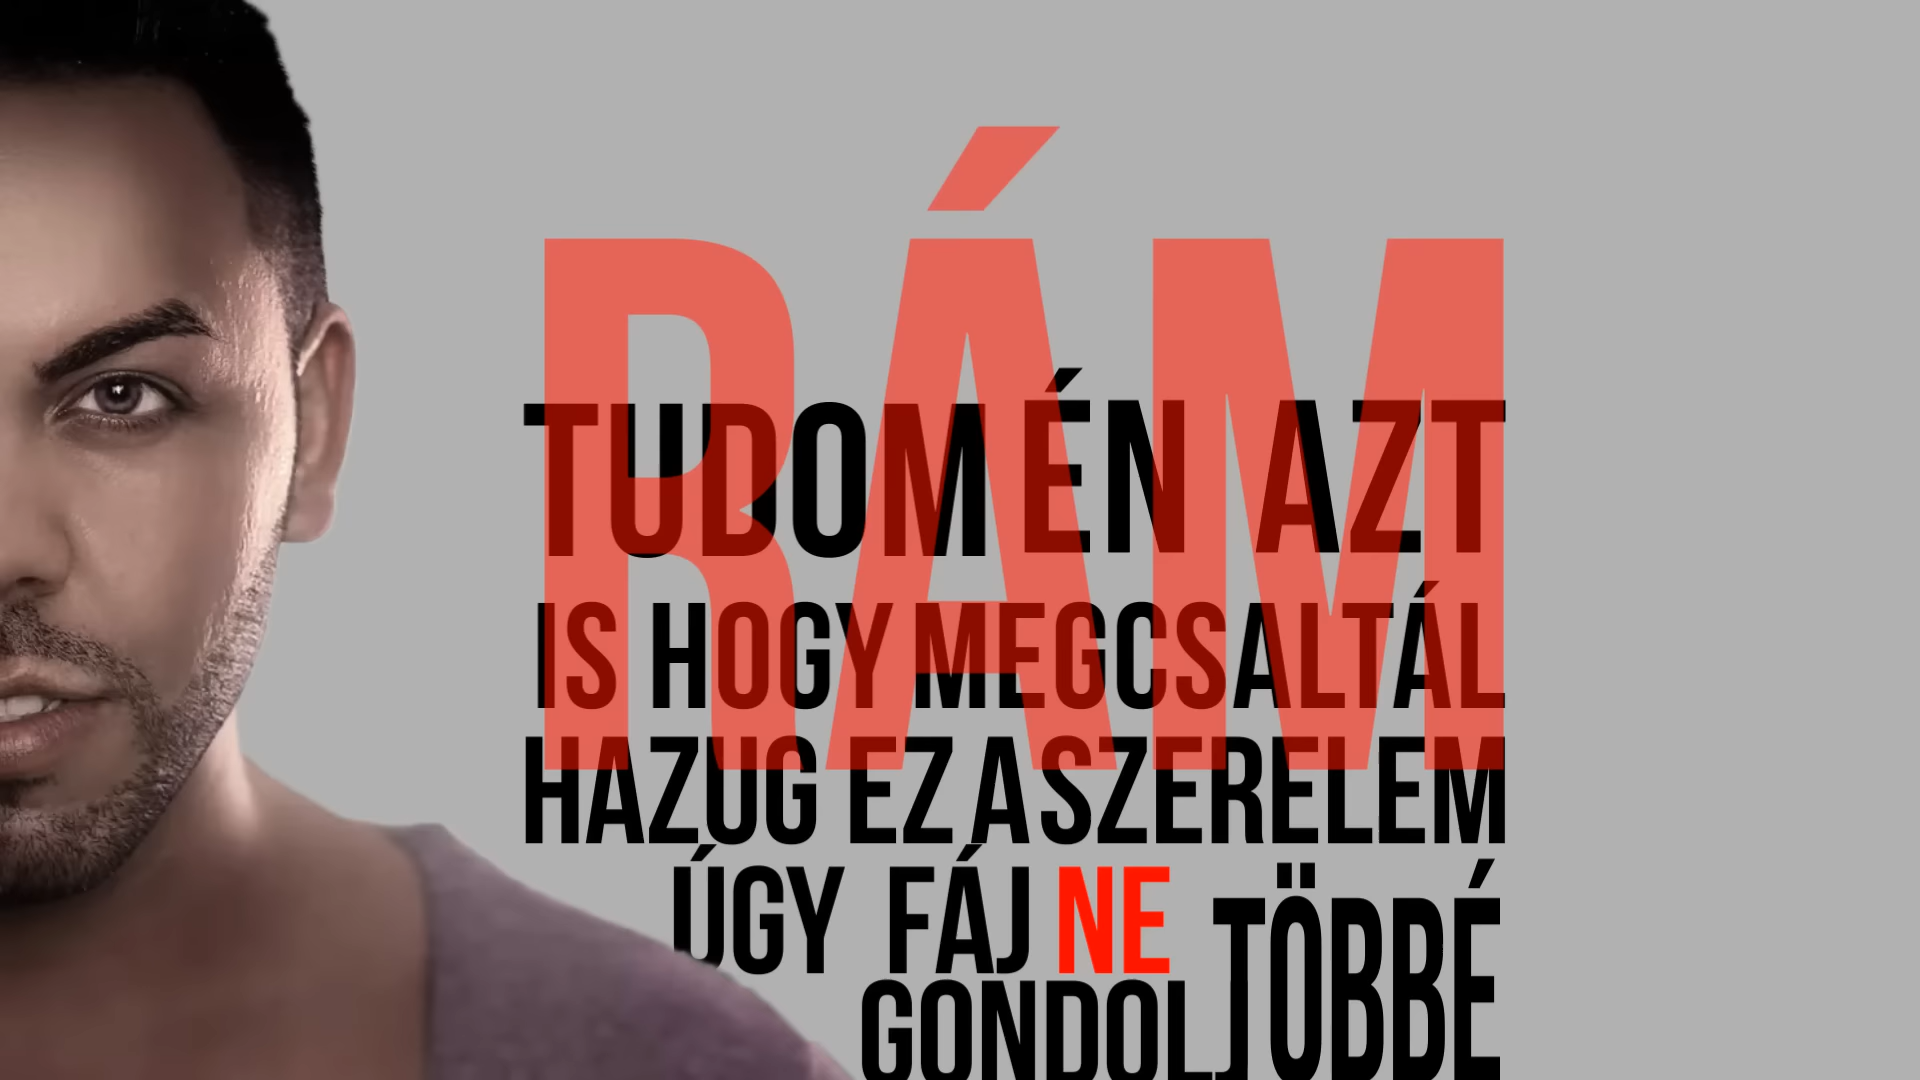 RÁM
TUDOM ÉN AZT
IS HOGY MEGCSALTÁL
HAZUG EZ A SZERELEM
ÚGY FÁJ NE TÖBBÉ
GONDOLJ